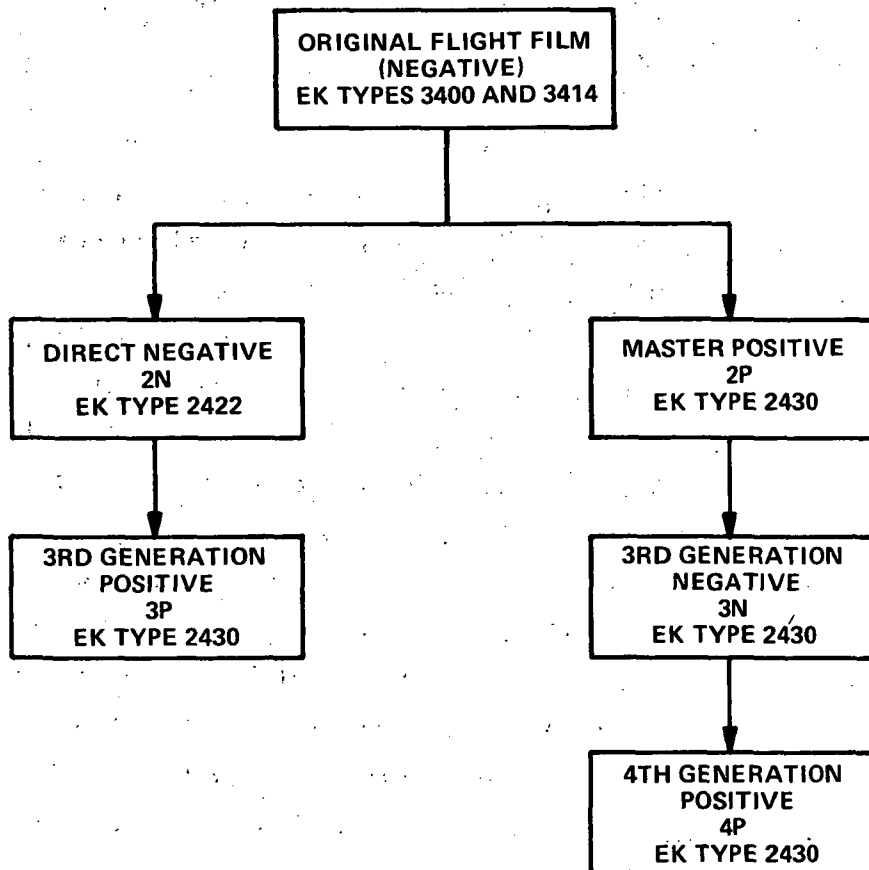 ORIGINAL FLIGHT FILM
(NEGATIVE)
EK TYPES 3400 AND 3414
DIRECT NEGATIVE
2N
EK TYPE 2422
MASTER POSITIVE
2P
EK TYPE 2430
3RD GENERATION
POSITIVE
3P
EK TYPE 2430
3RD GENERATION
NEGATIVE
3N
EK TYPE 2430
4TH GENERATION
POSITIVE
4P
EK TYPE 2430